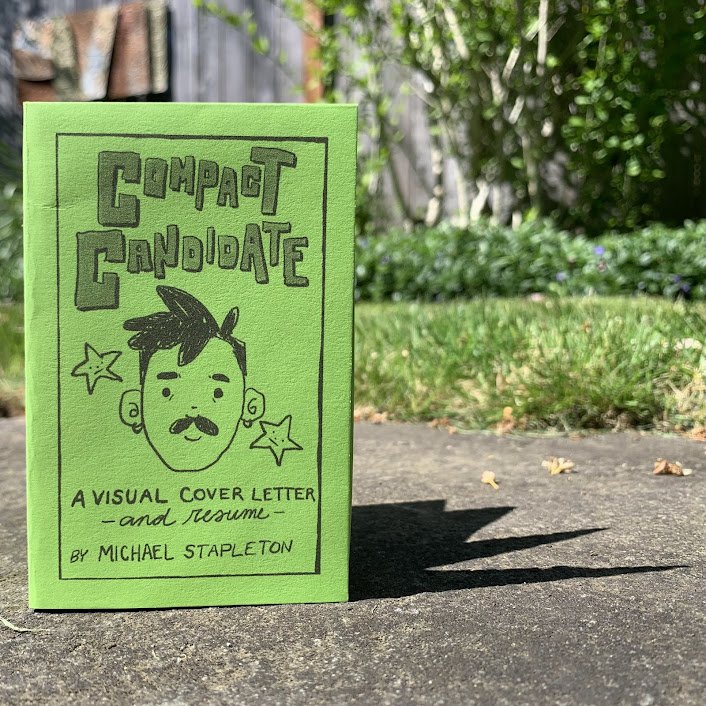 COMPACT
CANDIDATE
A VISUAL COVER LETTER
-and resume-
BY MICHAEL STAPLETON